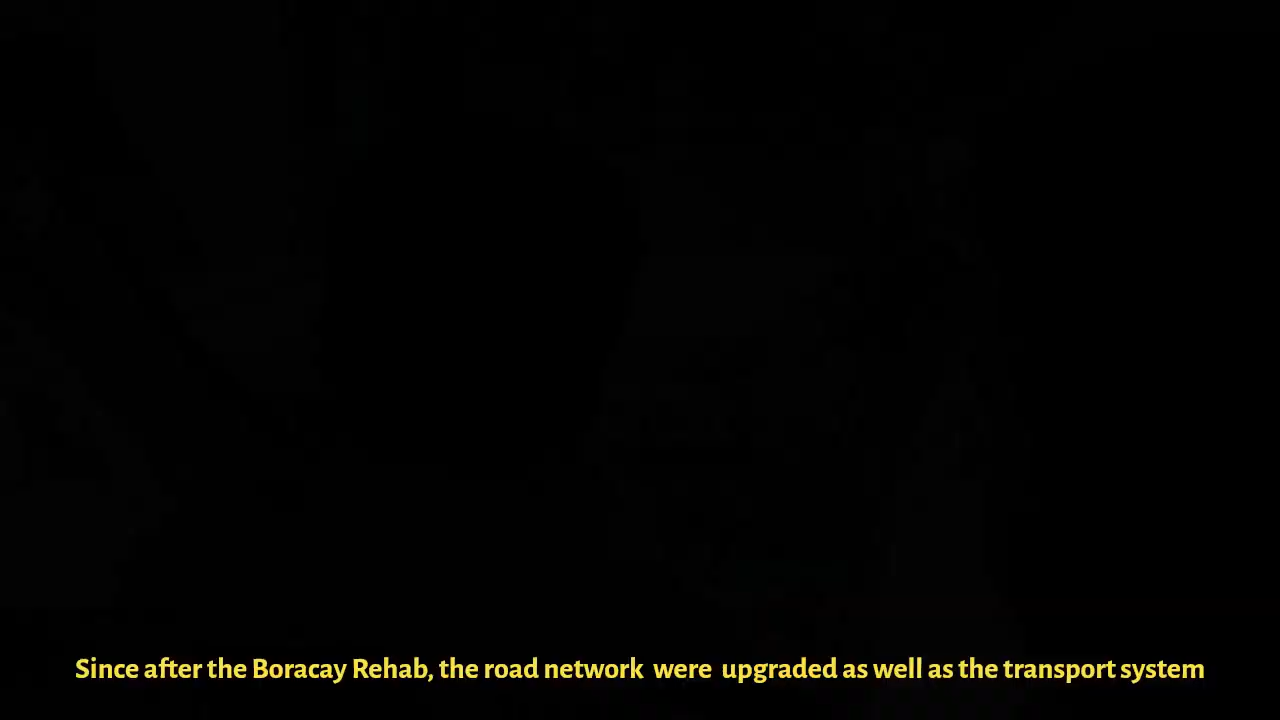 Since after the Boracay Rehab, the road network  were  upgraded as well as the transport system